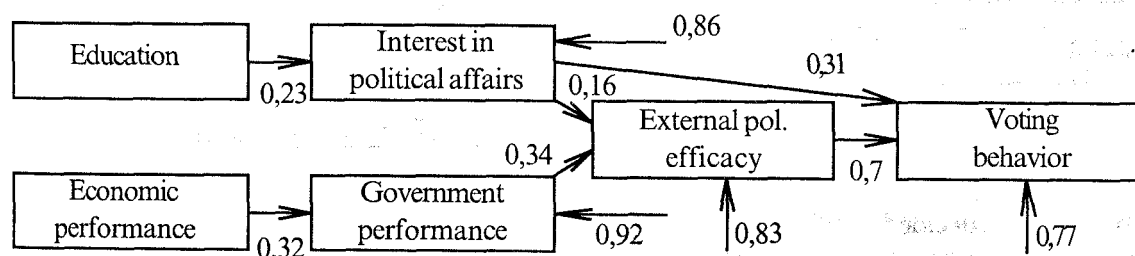 Education
0,23
Interest in
political affairs
0,86
0,16
0,31
External pol.
efficacy
0,7
Voting
behavior
0,34
Economic
performance
0,32
Government
performance
0,92
0,83
0,77